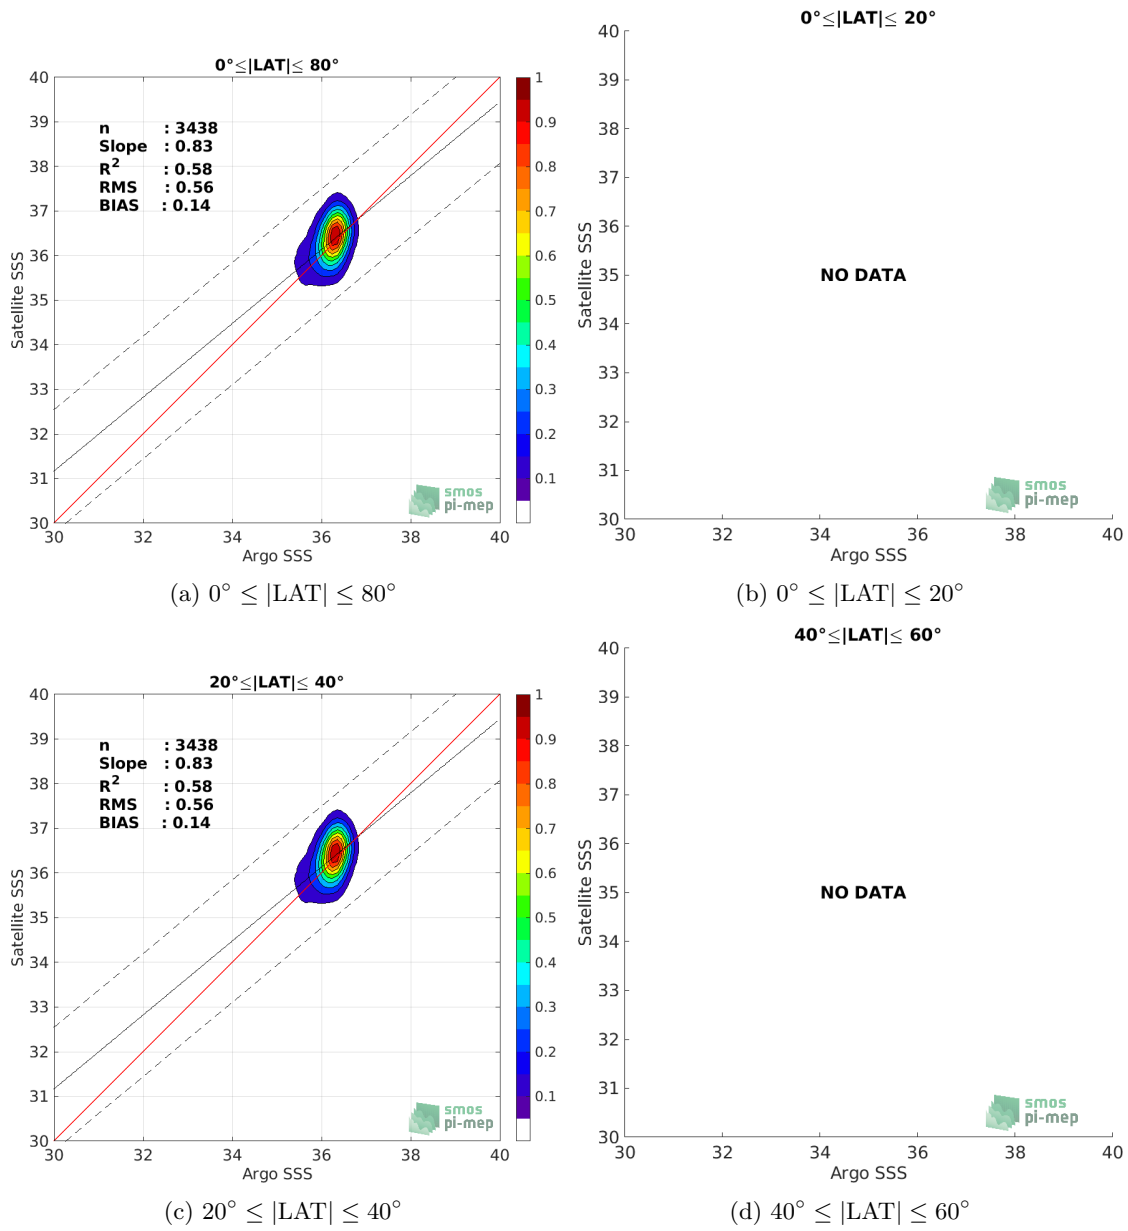 0°≤|LAT|≤ 80°
40
39
38
37
36
35
34
33
32
31
30
Satellite SSS
n : 3438
Slope : 0.83
R² : 0.58
RMS : 0.56
BIAS : 0.14
smos
pi-mep
30 32 34 36 38 40
Argo SSS
1
0.9
0.8
0.7
0.6
0.5
0.4
0.3
0.2
0.1
(a) 0° ≤ |LAT| ≤ 80°
0°≤|LAT|≤ 20°
40
39
38
37
36
35
34
33
32
31
30
Satellite SSS
NO DATA
smos
pi-mep
30 32 34 36 38 40
Argo SSS
(b) 0° ≤ |LAT| ≤ 20°
20°≤|LAT|≤ 40°
40
39
38
37
36
35
34
33
32
31
30
Satellite SSS
n : 3438
Slope : 0.83
R² : 0.58
RMS : 0.56
BIAS : 0.14
smos
pi-mep
30 32 34 36 38 40
Argo SSS
1
0.9
0.8
0.7
0.6
0.5
0.4
0.3
0.2
0.1
(c) 20° ≤ |LAT| ≤ 40°
40°≤|LAT|≤ 60°
40
39
38
37
36
35
34
33
32
31
30
Satellite SSS
NO DATA
smos
pi-mep
30 32 34 36 38 40
Argo SSS
(d) 40° ≤ |LAT| ≤ 60°